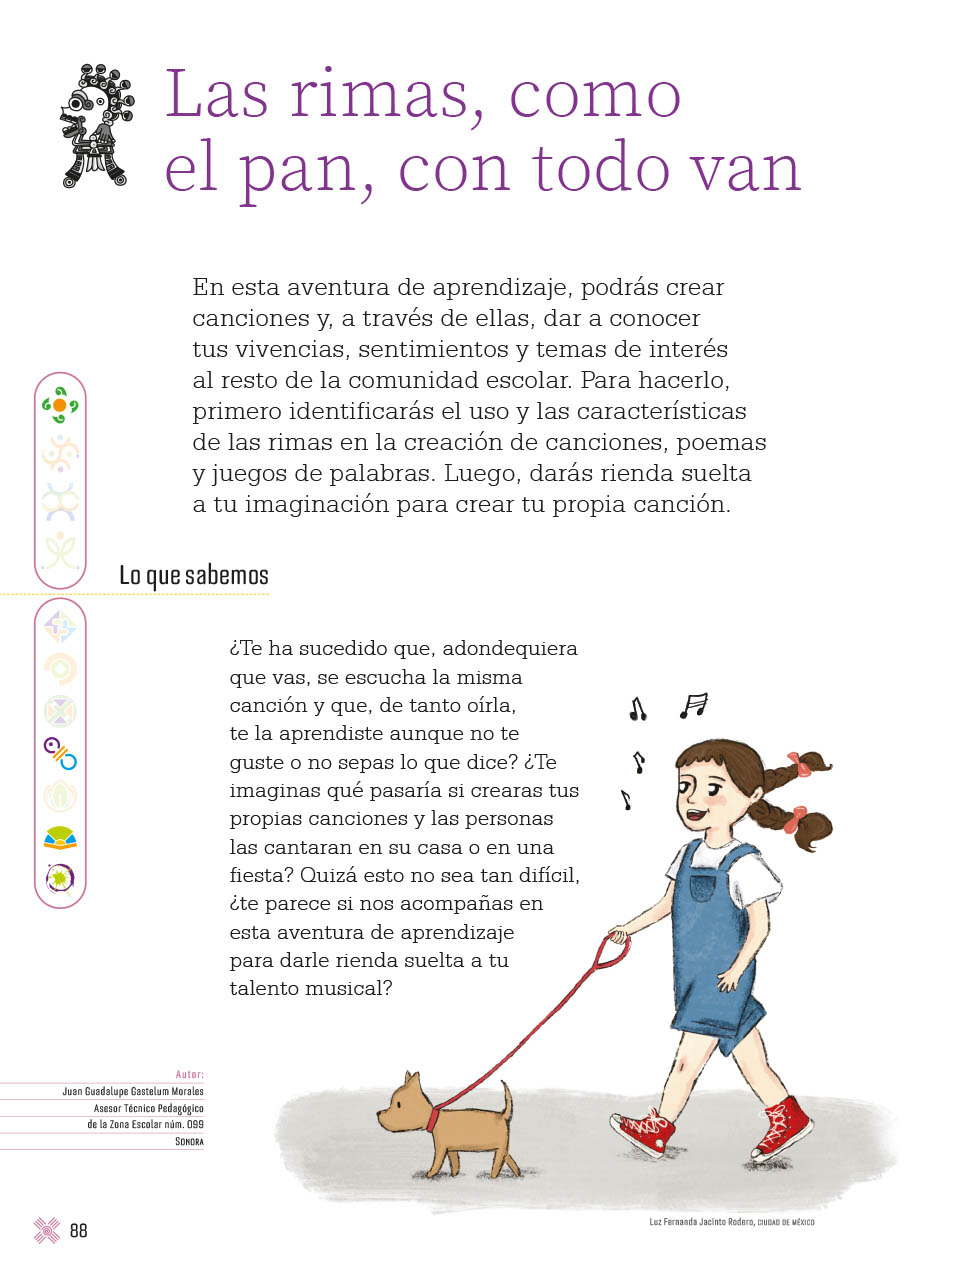 Las rimas, como
el pan, con todo van
En esta aventura de aprendizaje, podrás crear
canciones y, a través de ellas, dar a conocer
tus vivencias, sentimientos y temas de interés
al resto de la comunidad escolar. Para hacerlo,
primero identificarás el uso y las características
de las rimas en la creación de canciones, poemas
y juegos de palabras. Luego, darás rienda suelta
a tu imaginación para crear tu propia canción.
Lo que sabemos
¿Te ha sucedido que, adondequiera
que vas, se escucha la misma
canción y que, de tanto oírla,
te la aprendiste aunque no te
guste o no sepas lo que dice? ¿Te
imaginas qué pasaría si crearas tus
propias canciones y las personas
las cantaran en su casa o en una
fiesta? Quizá esto no sea tan difícil,
¿te parece si nos acompañas en
esta aventura de aprendizaje
para darle rienda suelta a tu
talento musical?
Autor:
Juan Guadalupe Gastelum Morales
Asesor Técnico Pedagógico
de la Zona Escolar núm. 099
Sonora
Luz Fernanda Jacinto Rodero, CIUDAD DE MÉXICO
88